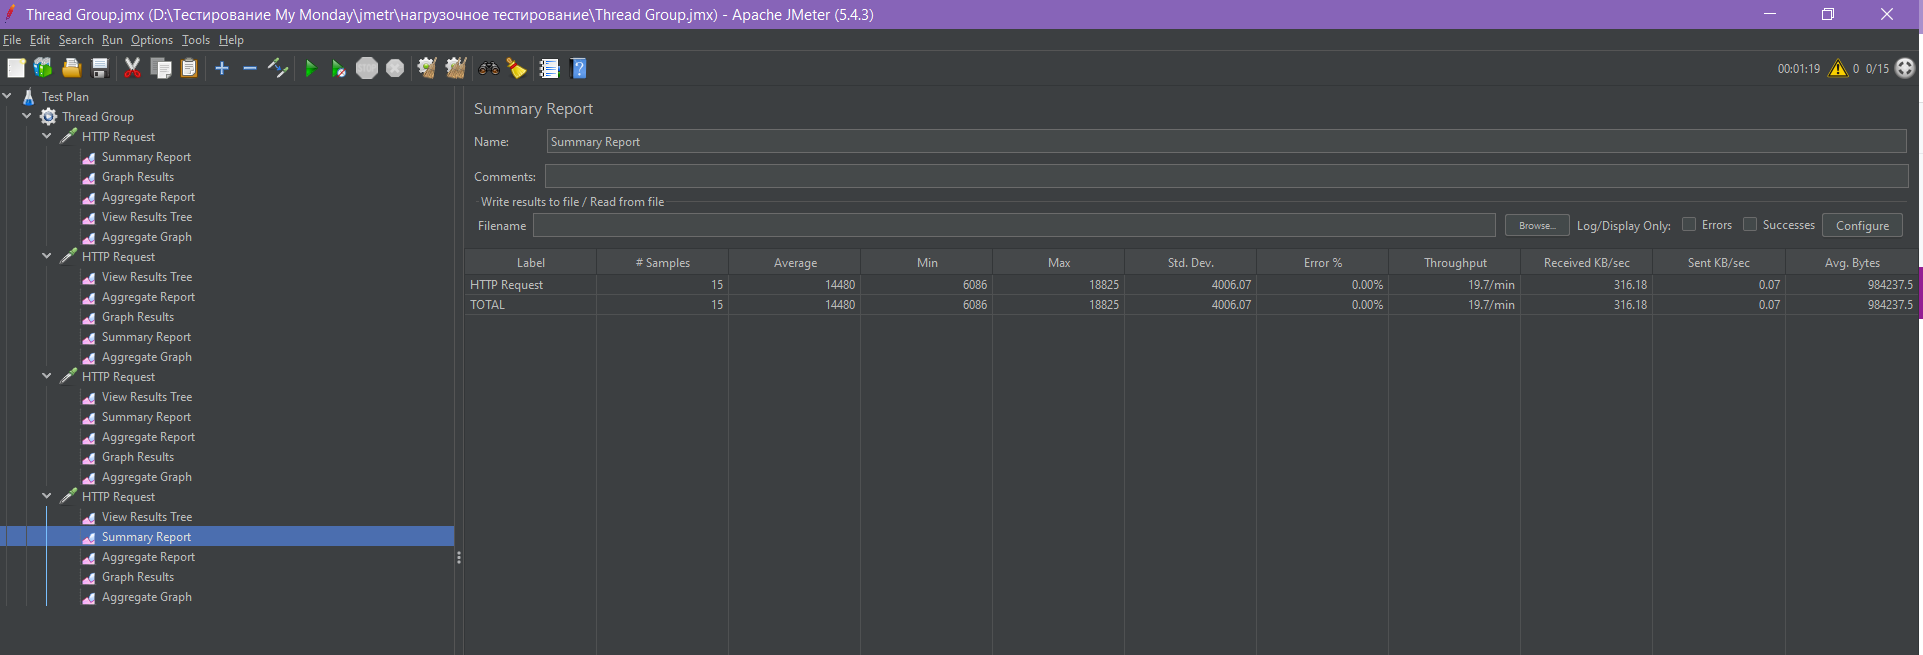 Thread Group.jmx (D:\Тестирование My Monday\jmetr\нагрузочное тестирование\Thread Group.jmx) - Apache JMeter (5.4.3)
File Edit Search Run Options Tools Help
00:01:19 0 0/15
Test Plan
Thread Group
HTTP Request
Summary Report
Graph Results
Aggregate Report
View Results Tree
Aggregate Graph
HTTP Request
View Results Tree
Aggregate Report
Graph Results
Summary Report
Aggregate Graph
HTTP Request
View Results Tree
Summary Report
Aggregate Report
Graph Results
Aggregate Graph
HTTP Request
View Results Tree
Summary Report
Aggregate Report
Graph Results
Aggregate Graph
Summary Report
Name: Summary Report
Comments:
Write results to file / Read from file
Filename Browse... Log/Display Only: Errors Successes Configure
Label # Samples Average Min Max Std. Dev. Error % Throughput Received KB/sec Sent KB/sec Avg. Bytes
HTTP Request 15 14480 6086 18825 4006.07 0.00% 19.7/min 316.18 0.07 984237.5
TOTAL 15 14480 6086 18825 4006.07 0.00% 19.7/min 316.18 0.07 984237.5